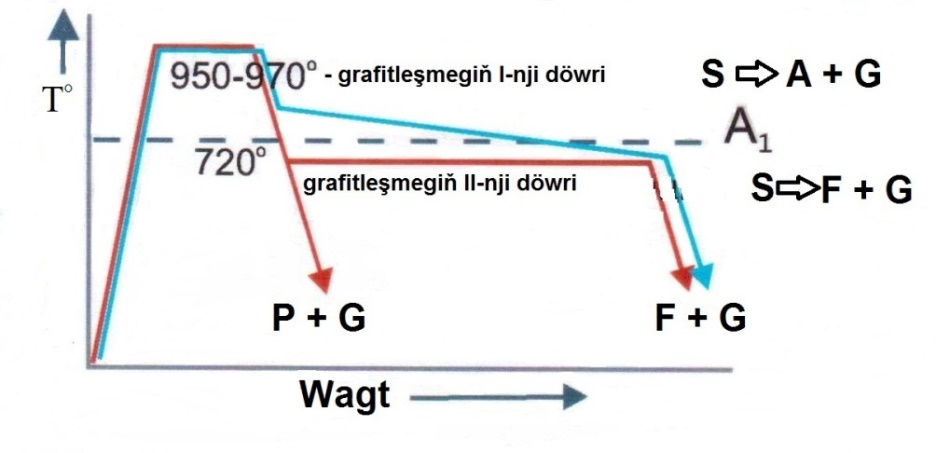 T°
950-970° - grafitleşmegiň I-nji döwri
S ⇨ A + G
A₁
720°
grafitleşmegiň II-nji döwri
S⇨F + G
P + G
F + G
Wagt